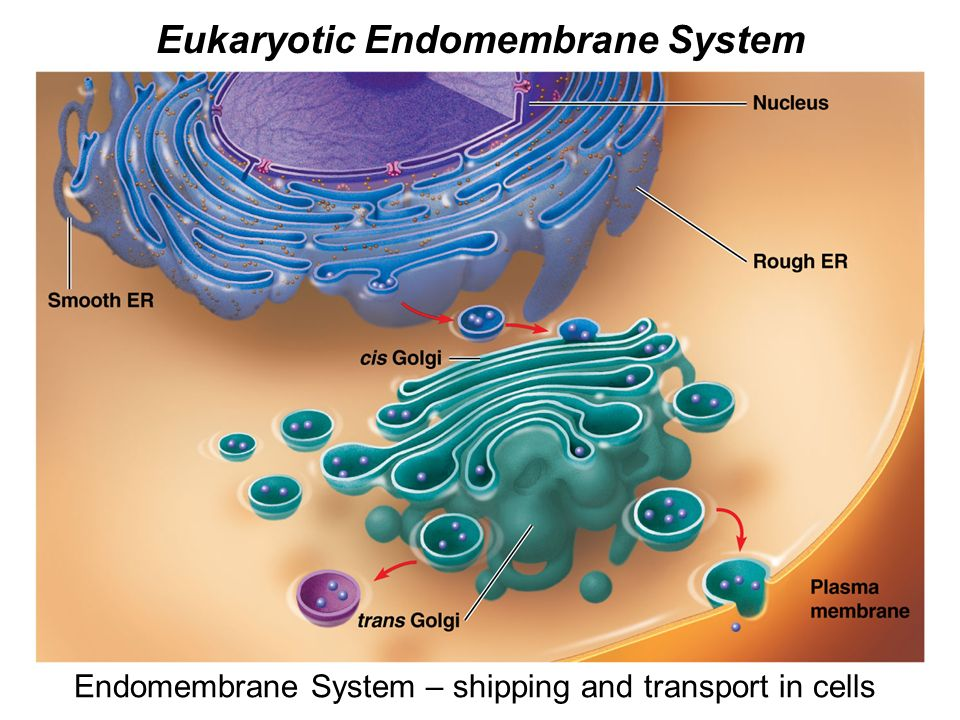 Eukaryotic Endomembrane System
Nucleus
Rough ER
Smooth ER
cis Golgi
Plasma
membrane
trans Golgi
Endomembrane System – shipping and transport in cells